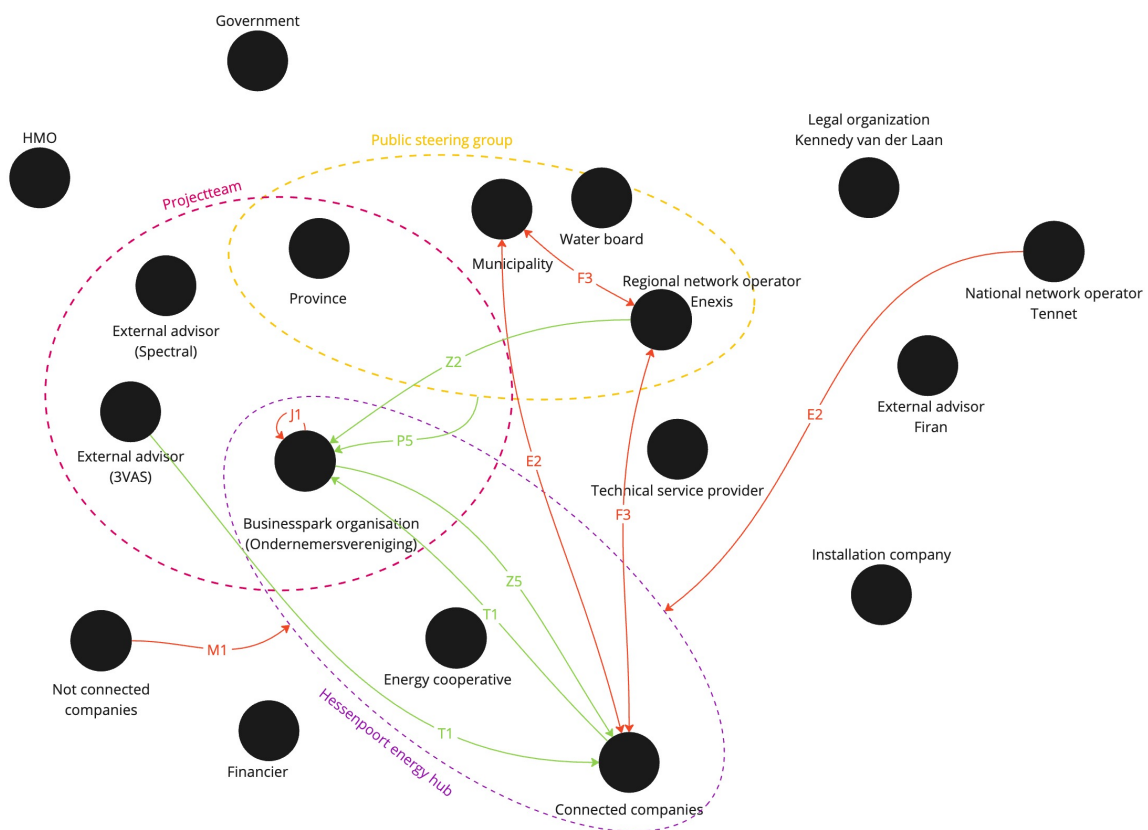 Government
HMO
Public steering group
Legal organization
Kennedy van der Laan
Projectteam
Water board
Municipality
F3
Regional network operator
Enexis
National network operator
Tennet
Province
External advisor
(Spectral)
Z2
External advisor
Firan
E2
J1
P5
External advisor
(3VAS)
E2
Technical service provider
F3
Businesspark organisation
(Ondernemersvereniging)
Installation company
Z5
T1
M1
Energy cooperative
Not connected
companies
Hessenpoort energy hub
T1
Financier
Connected companies